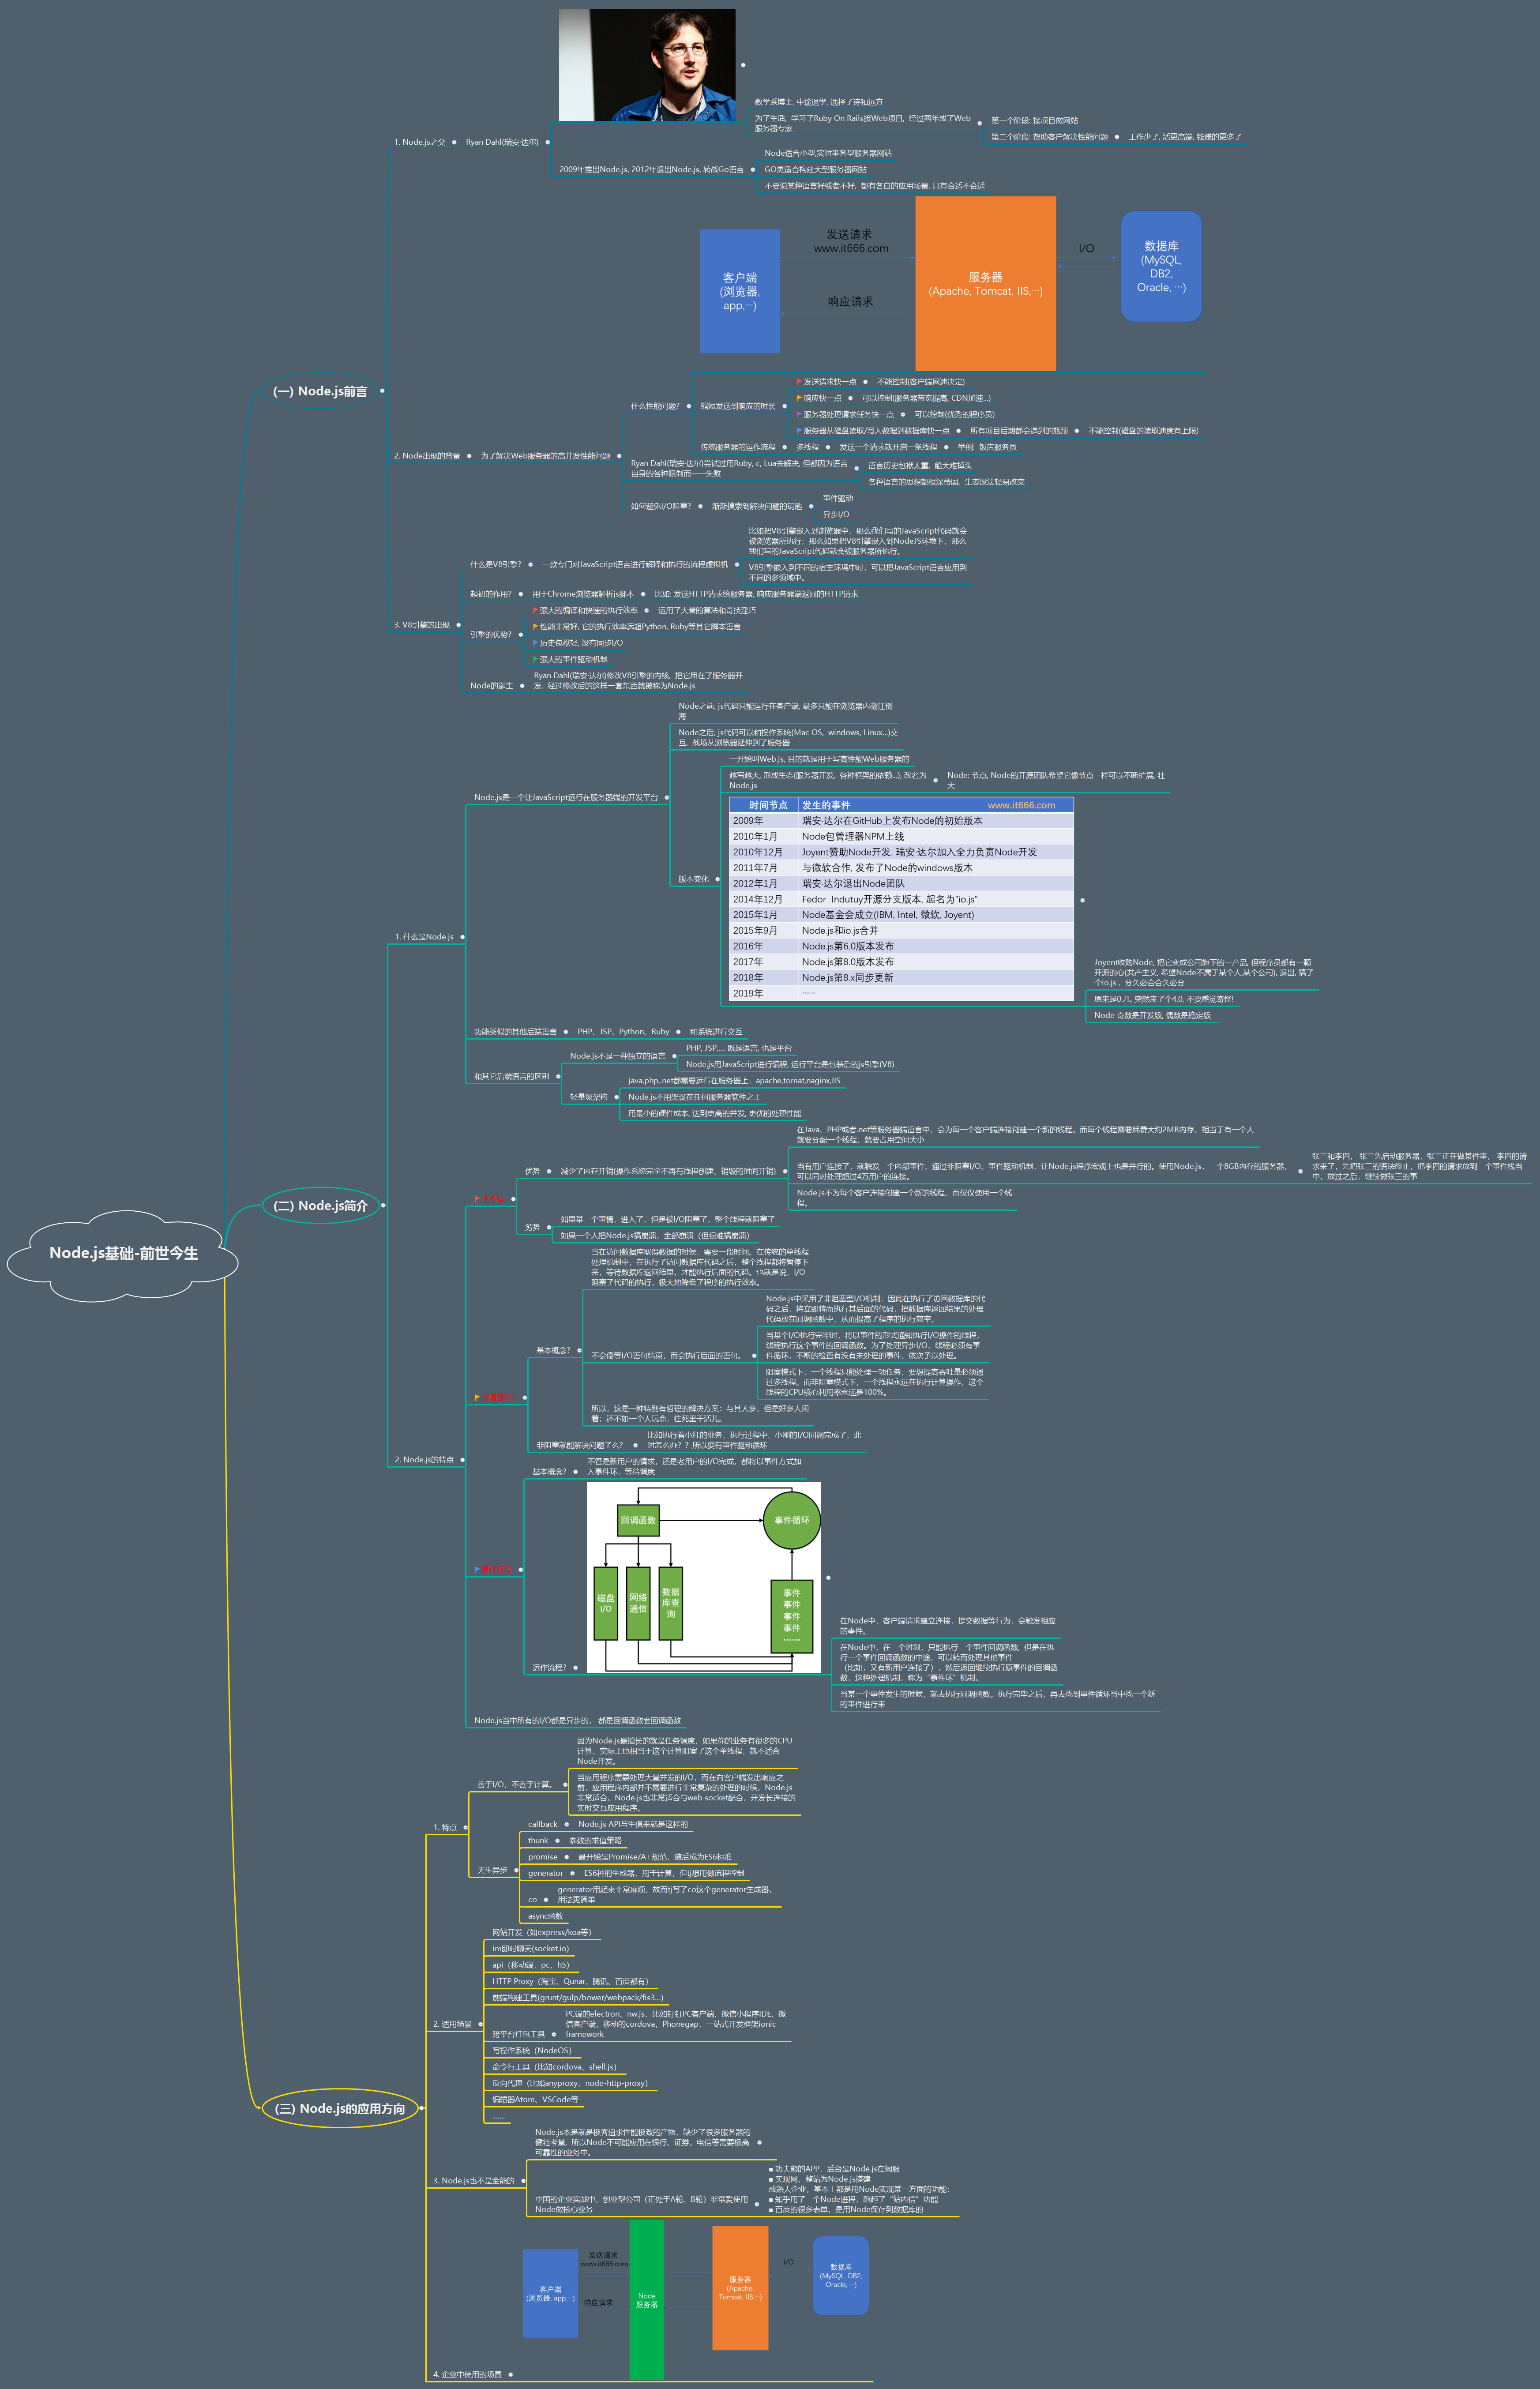 Node.js基础-前世今生
(一) Node.js前言
1. Node.js之父
Ryan Dahl(瑞安·达尔)
数学系博士, 中途退学, 选择了诗和远方
为了生活, 学习了Ruby On Rails接Web项目, 经过两年成了Web
服务器专家
第一个阶段: 接项目做网站
第二个阶段: 帮助客户解决性能问题
工作少了, 活更高端, 钱赚的更多了
2009年推出Node.js, 2012年退出Node.js, 转战Go语言
Node适合小型,实时事务型服务器网站
GO更适合构建大型服务器网站
不要说某种语言好或者不好, 都有各自的应用场景, 只有合适不合适
2. Node出现的背景
为了解决Web服务器的高并发性能问题
什么性能问题?
客户端
(浏览器,
app,…)
发送请求
www.it666.com
响应请求
服务器
(Apache, Tomcat, IIS,…)
I/O
数据库
(MySQL,
DB2,
Oracle, …)
缩短发送到响应的时长
发送请求快一点
不能控制(客户端网速决定)
响应快一点
可以控制(服务器带宽提高, CDN加速...)
服务器处理请求任务快一点
可以控制(优秀的程序员)
服务器从磁盘读取/写入数据到数据库快一点
所有项目后期都会遇到的瓶颈
不能控制(磁盘的读取速度有上限)
传统服务器的运作流程
多线程
发送一个请求就开启一条线程
举例: 饭店服务员
Ryan Dahl(瑞安·达尔)尝试过用Ruby, c, Lua去解决, 但都因为语言
自身的各种限制而一一失败
语言历史包袱太重, 船大难掉头
各种语言的思想都根深蒂固, 生态没法轻易改变
如何避免I/O阻塞?
渐渐摸索到解决问题的钥匙
事件驱动
异步I/O
3. V8引擎的出现
什么是V8引擎?
一款专门对JavaScript语言进行解释和执行的流程虚拟机
比如把V8引擎嵌入到浏览器中，那么我们写的JavaScript代码就会
被浏览器所执行；那么如果把V8引擎嵌入到NodeJS环境下，那么
我们写的JavaScript代码就会被服务器所执行。
V8引擎嵌入到不同的宿主环境中时，可以把JavaScript语言应用到
不同的多领域中。
起初的作用?
用于Chrome浏览器解析js脚本
比如: 发送HTTP请求给服务器, 响应服务器端返回的HTTP请求
引擎的优势?
强大的编译和快速的执行效率
运用了大量的算法和奇技淫巧
性能非常好, 它的执行效率远超Python, Ruby等其它脚本语言
历史包袱轻, 没有同步I/O
强大的事件驱动机制
Node的诞生
Ryan Dahl(瑞安·达尔)修改V8引擎的内核, 把它用在了服务器开
发, 经过修改后的这样一套东西就被称为Node.js
(二) Node.js简介
1. 什么是Node.js
Node.js是一个让JavaScript运行在服务器端的开发平台
Node之前, js代码只能运行在客户端, 最多只能在浏览器内翻江倒
海
Node之后, js代码可以和操作系统(Mac OS, windows, Linux...)交
互, 战场从浏览器延伸到了服务器
版本变化
一开始叫Web.js, 目的就是用于写高性能Web服务器的
越写越大, 形成生态(服务器开发, 各种框架的依赖...), 改名为
Node.js
Node: 节点, Node的开源团队希望它像节点一样可以不断扩展, 壮
大
时间节点 发生的事件 www.it666.com
2009年 瑞安·达尔在GitHub上发布Node的初始版本
2010年1月 Node包管理器NPM上线
2010年12月 Joyent赞助Node开发, 瑞安·达尔加入全力负责Node开发
2011年7月 与微软合作, 发布了Node的windows版本
2012年1月 瑞安·达尔退出Node团队
2014年12月 Fedor Indutuy开源分支版本, 起名为"io.js"
2015年1月 Node基金会成立(IBM, Intel, 微软, Joyent)
2015年9月 Node.js和io.js合并
2016年 Node.js第6.0版本发布
2017年 Node.js第8.0版本发布
2018年 Node.js第8.x同步更新
2019年 ……
Joyent收购Node, 把它变成公司旗下的一产品, 但程序员都有一颗
开源的心(共产主义, 希望Node不属于某个人,某个公司), 退出, 搞了
个io.js , 分久必合合久必分
原来是0.几, 突然来了个4.0, 不要感觉奇怪!
Node 奇数是开发版, 偶数是稳定版
功能类似的其他后端语言
PHP、JSP、Python、Ruby
和系统进行交互
和其它后端语言的区别
Node.js不是一种独立的语言
PHP, JSP,.... 既是语言, 也是平台
Node.js用JavaScript进行编程, 运行平台是包装后的js引擎(V8)
轻量级架构
java,php,.net都需要运行在服务器上，apache,tomat,naginx,IIS
Node.js不用架设在任何服务器软件之上
用最小的硬件成本, 达到更高的并发, 更优的处理性能
2. Node.js的特点
优势
减少了内存开销(操作系统完全不再有线程创建、销毁的时间开销)
在Java、PHP或者.net等服务器端语言中，会为每一个客户端连接创建一个新的线程。而每个线程需要耗费大约2MB内存，相当于有一个人
就要分配一个线程，就要占用空间大小
当有用户连接了，就触发一个内部事件，通过非阻塞I/O、事件驱动机制，让Node.js程序宏观上也是并行的。使用Node.js，一个8GB内存的服务器，
可以同时处理超过4万用户的连接。
张三和李四， 张三先启动服务器，张三正在做某件事， 李四的请
求来了，先把张三的语法终止，把李四的请求放到一个事件栈当
中，放过之后，继续做张三的事
Node.js不为每个客户连接创建一个新的线程，而仅仅使用一个线
程。
劣势
如果某一个事情，进入了，但是被I/O阻塞了，整个线程就阻塞了
如果一个人把Node.js搞崩溃，全部崩溃（但很难搞崩溃）
基本概念?
当在访问数据库取得数据的时候，需要一段时间。在传统的单线程
处理机制中，在执行了访问数据库代码之后，整个线程都将暂停下
来，等待数据库返回结果，才能执行后面的代码。也就是说，I/O
阻塞了代码的执行，极大地降低了程序的执行效率。
不会傻等I/O语句结束，而会执行后面的语句。
Node.js中采用了非阻塞型I/O机制，因此在执行了访问数据库的代
码之后，将立即转而执行其后面的代码，把数据库返回结果的处理
代码放在回调函数中，从而提高了程序的执行效率。
当某个I/O执行完毕时，将以事件的形式通知执行I/O操作的线程，
线程执行这个事件的回调函数。为了处理异步I/O，线程必须有事
件循环，不断的检查有没有未处理的事件，依次予以处理。
阻塞模式下，一个线程只能处理一项任务，要想提高吞吐量必须通
过多线程。而非阻塞模式下，一个线程永远在执行计算操作，这个
线程的CPU核心利用率永远是100%。
所以，这是一种特别有哲理的解决方案：与其人多，但是好多人闲
着；还不如一个人玩命，往死里干活儿。
非阻塞就能解决问题了么？
比如执行着小红的业务，执行过程中，小刚的I/O回调完成了，此
时怎么办？？所以要有事件驱动循环
基本概念?
不管是新用户的请求，还是老用户的I/O完成，都将以事件方式加
入事件环，等待调度
运作流程?
回调函数
事件循环
磁盘
I/O
网络
通信
数据
库查
询
事件
事件
事件
事件
……
在Node中，客户端请求建立连接，提交数据等行为，会触发相应
的事件。
在Node中，在一个时刻，只能执行一个事件回调函数, 但是在执
行一个事件回调函数的中途，可以转而处理其他事件
（比如，又有新用户连接了），然后返回继续执行原事件的回调函
数，这种处理机制，称为“事件环”机制。
当某一个事件发生的时候，就去执行回调函数。执行完毕之后，再去找到事件循环当中找一个新
的事件进行来
Node.js当中所有的I/O都是异步的， 都是回调函数套回调函数
(三) Node.js的应用方向
1. 特点
善于I/O，不善于计算。
因为Node.js最擅长的就是任务调度，如果你的业务有很多的CPU
计算，实际上也相当于这个计算阻塞了这个单线程，就不适合
Node开发。
当应用程序需要处理大量并发的I/O，而在向客户端发出响应之
前，应用程序内部并不需要进行非常复杂的处理的时候，Node.js
非常适合。Node.js也非常适合与web socket配合，开发长连接的
实时交互应用程序。
天生异步
callback
Node.js API与生俱来就是这样的
thunk
参数的求值策略
promise
最开始是Promise/A+规范，随后成为ES6标准
generator
ES6种的生成器，用于计算，但tj想用做流程控制
co
generator用起来非常麻烦，故而tj写了co这个generator生成器，
用法更简单
async函数
2. 适用场景
网站开发（如express/koa等）
im即时聊天(socket.io)
api（移动端，pc，h5）
HTTP Proxy（淘宝、Qunar、腾讯、百度都有）
前端构建工具(grunt/gulp/bower/webpack/fis3...)
跨平台打包工具
PC端的electron、nw.js，比如钉钉PC客户端、微信小程序IDE、微
信客户端，移动的cordova，Phonegap，一站式开发框架ionic
framework
写操作系统（NodeOS）
命令行工具（比如cordova、shell.js）
反向代理（比如anyproxy，node-http-proxy）
编辑器Atom、VSCode等
.......
3. Node.js也不是全能的
Node.js本是就是极客追求性能极致的产物，缺少了很多服务器的
健壮考量, 所以Node不可能应用在银行、证券、电信等需要极高
可靠性的业务中。
中国的企业实战中，创业型公司（正处于A轮、B轮）非常爱使用
Node做核心业务
■ 功夫熊的APP，后台是Node.js在伺服
■ 实现网，整站为Node.js搭建
成熟大企业，基本上都是用Node实现某一方面的功能：
■ 知乎用了一个Node进程，跑起了“站内信”功能
■ 百度的很多表单，是用Node保存到数据库的
4. 企业中使用的场景
客户端
(浏览器, app,…)
发送请求
www.it666.com
响应请求
Node
服务器
服务器
(Apache,
Tomcat, IIS,…)
I/O
数据库
(MySQL, DB2,
Oracle, …)